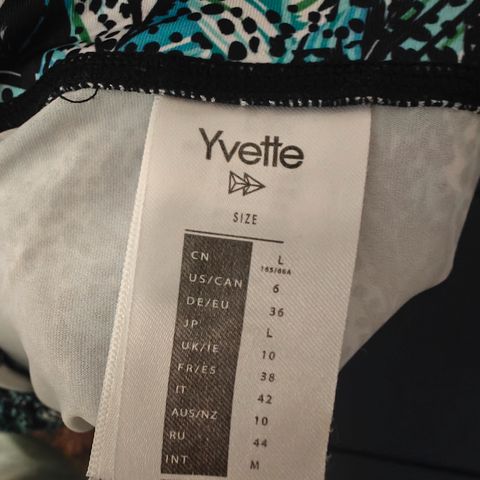 Yvette
SIZE
CN L
165/66A
US/CAN 6
DE/EU 36
JP L
UK/IE 10
FR/ES 38
IT 42
AUS/NZ 10
RU 44
INT M